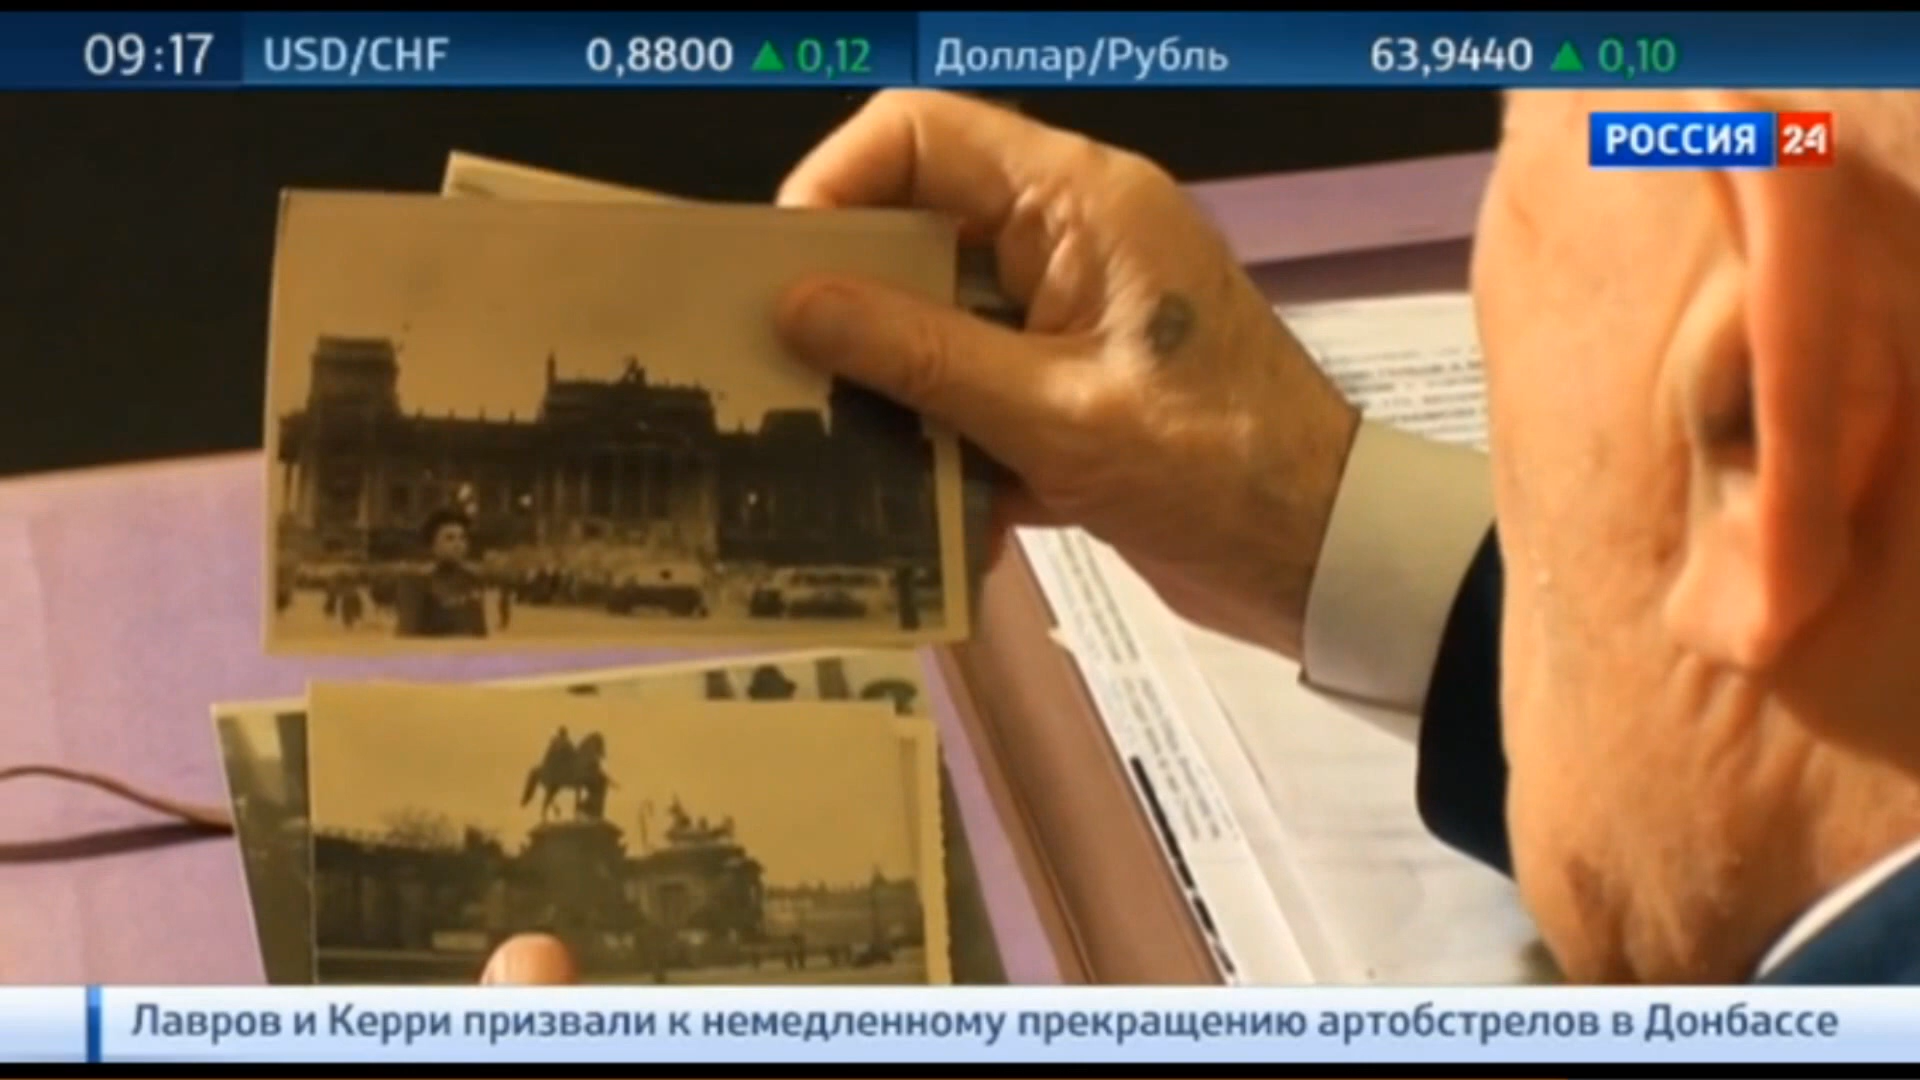 09:17 USD/CHF 0,8800 ▲ 0,12 Доллар/Рубль 63,9440 ▲ 0,10
РОССИЯ 24
Лавров и Керри призвали к немедленному прекращению артобстрелов в Донбассе